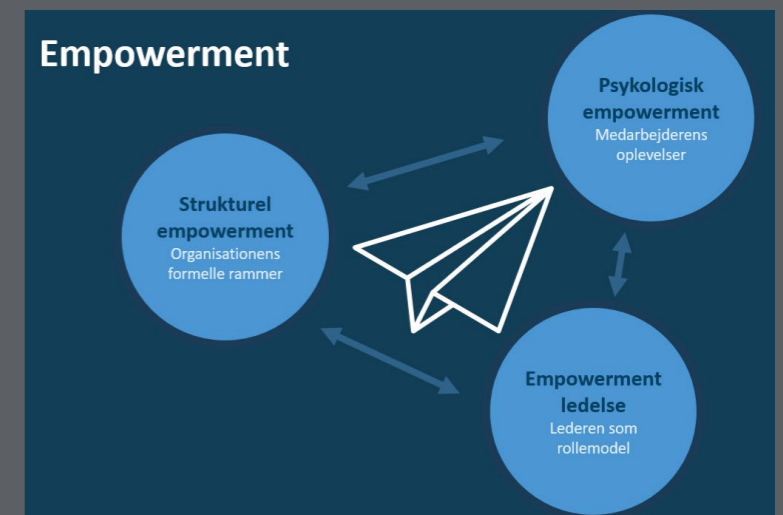 Empowerment
Psykologisk
empowerment
Medarbejderens
oplevelser
Strukturel
empowerment
Organisationens
formelle rammer
Empowerment
ledelse
Lederen som
rollemodel